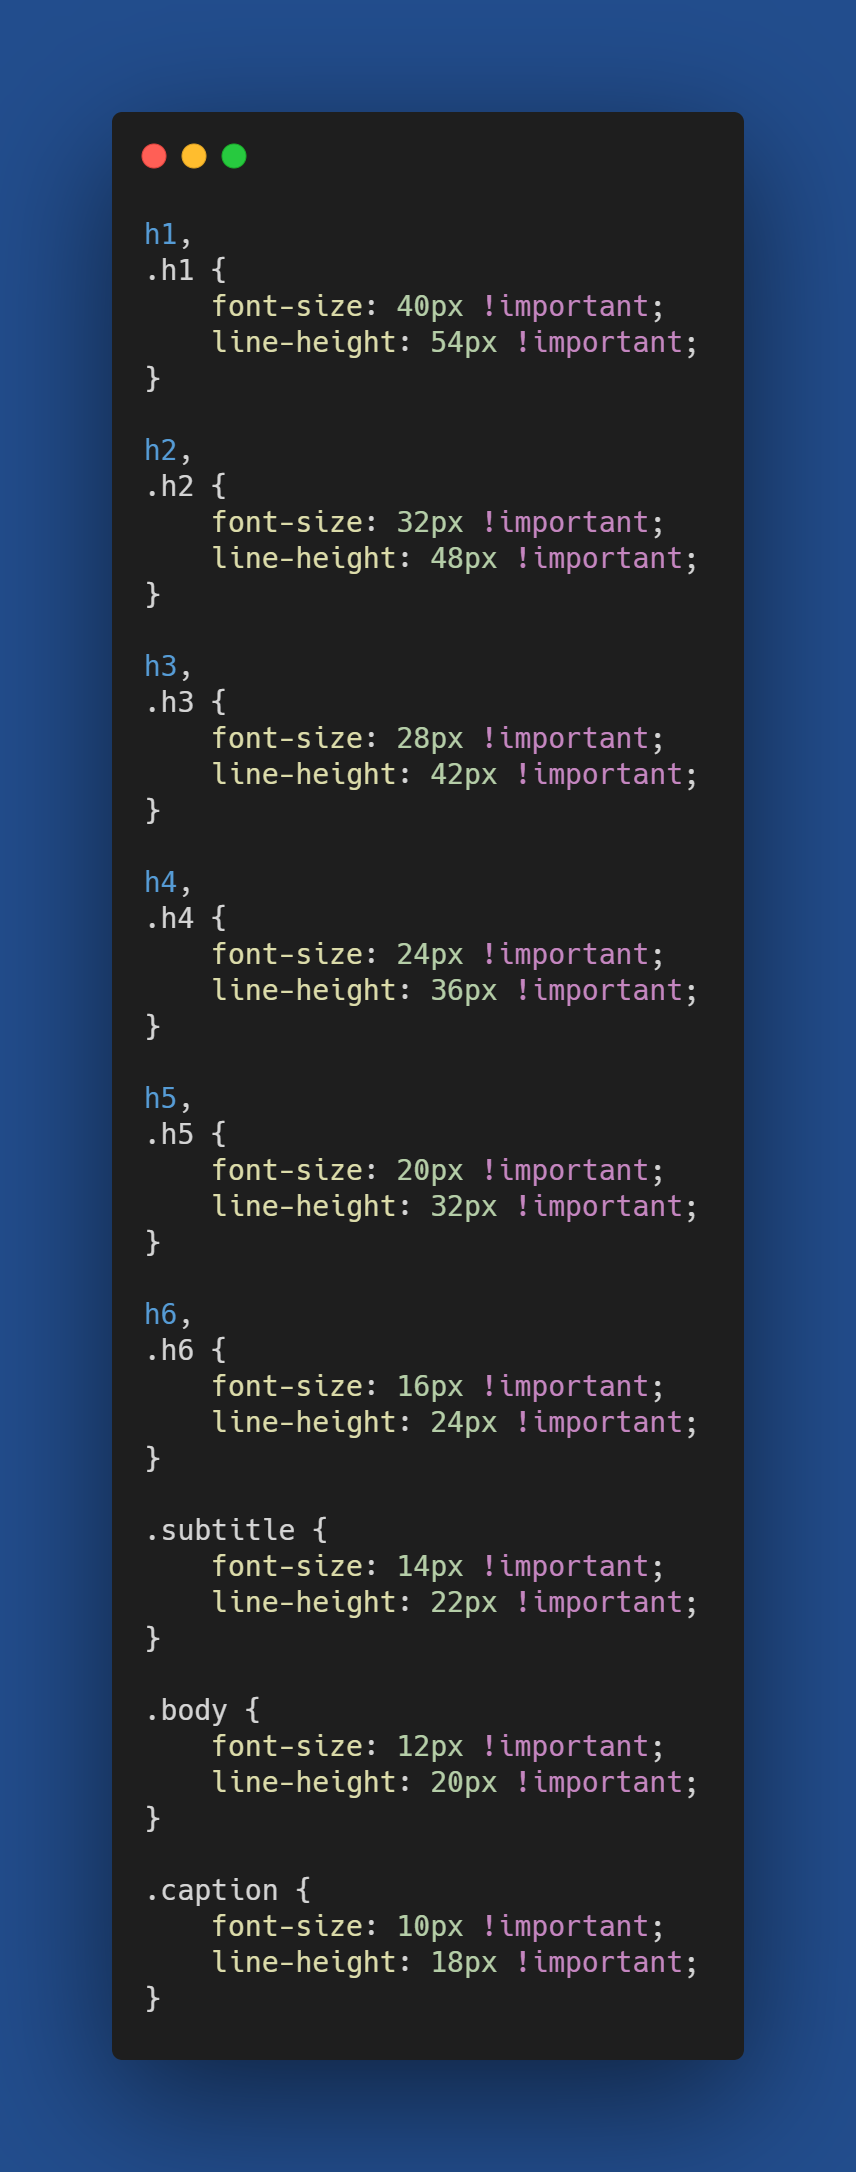 h1,
.h1 {
    font-size: 40px !important;
    line-height: 54px !important;
}

h2,
.h2 {
    font-size: 32px !important;
    line-height: 48px !important;
}

h3,
.h3 {
    font-size: 28px !important;
    line-height: 42px !important;
}

h4,
.h4 {
    font-size: 24px !important;
    line-height: 36px !important;
}

h5,
.h5 {
    font-size: 20px !important;
    line-height: 32px !important;
}

h6,
.h6 {
    font-size: 16px !important;
    line-height: 24px !important;
}

.subtitle {
    font-size: 14px !important;
    line-height: 22px !important;
}

.body {
    font-size: 12px !important;
    line-height: 20px !important;
}

.caption {
    font-size: 10px !important;
    line-height: 18px !important;
}